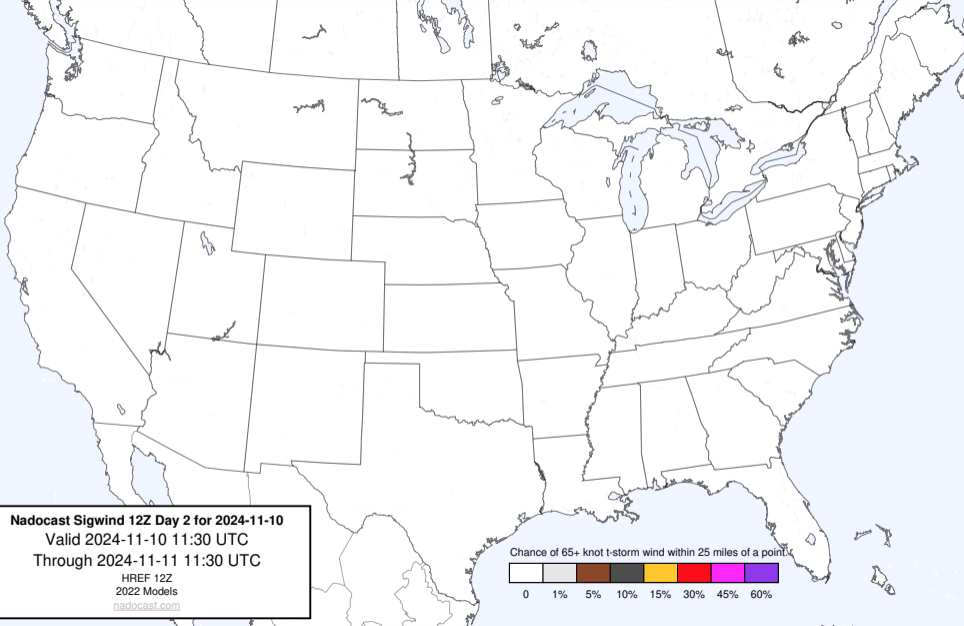 Nadocast Sigwind 12Z Day 2 for 2024-11-10
Valid 2024-11-10 11:30 UTC
Through 2024-11-11 11:30 UTC
HREF 12Z
2022 Models
nadocast.com
Chance of 65+ knot t-storm wind within 25 miles of a point.
0 1% 5% 10% 15% 30% 45% 60%